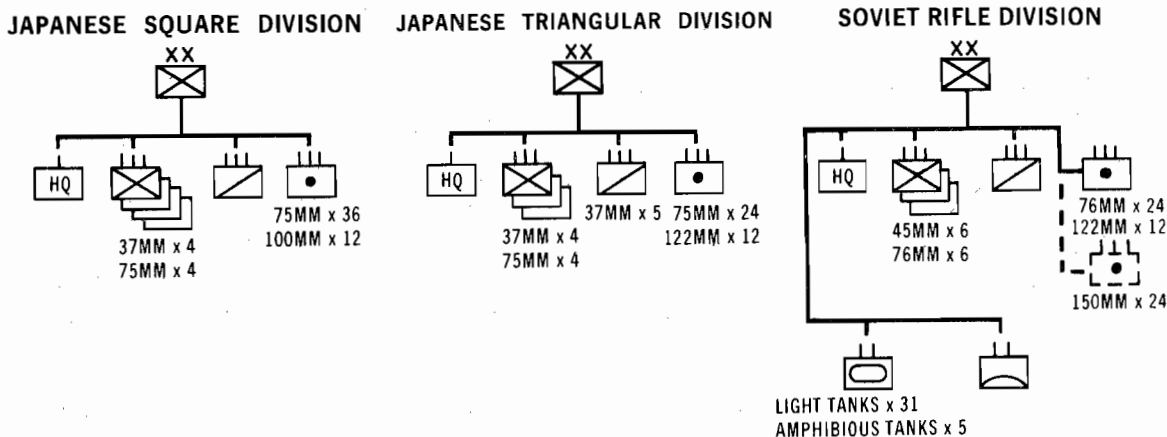 JAPANESE SQUARE DIVISION
XX
HQ
37MM x 4
75MM x 4
75MM x 36
100MM x 12
JAPANESE TRIANGULAR DIVISION
XX
HQ
37MM x 4
75MM x 4
37MM x 5
75MM x 24
122MM x 12
SOVIET RIFLE DIVISION
XX
HQ
45MM x 6
76MM x 6
76MM x 24
122MM x 12
150MM x 24
LIGHT TANKS x 31
AMPHIBIOUS TANKS x 5